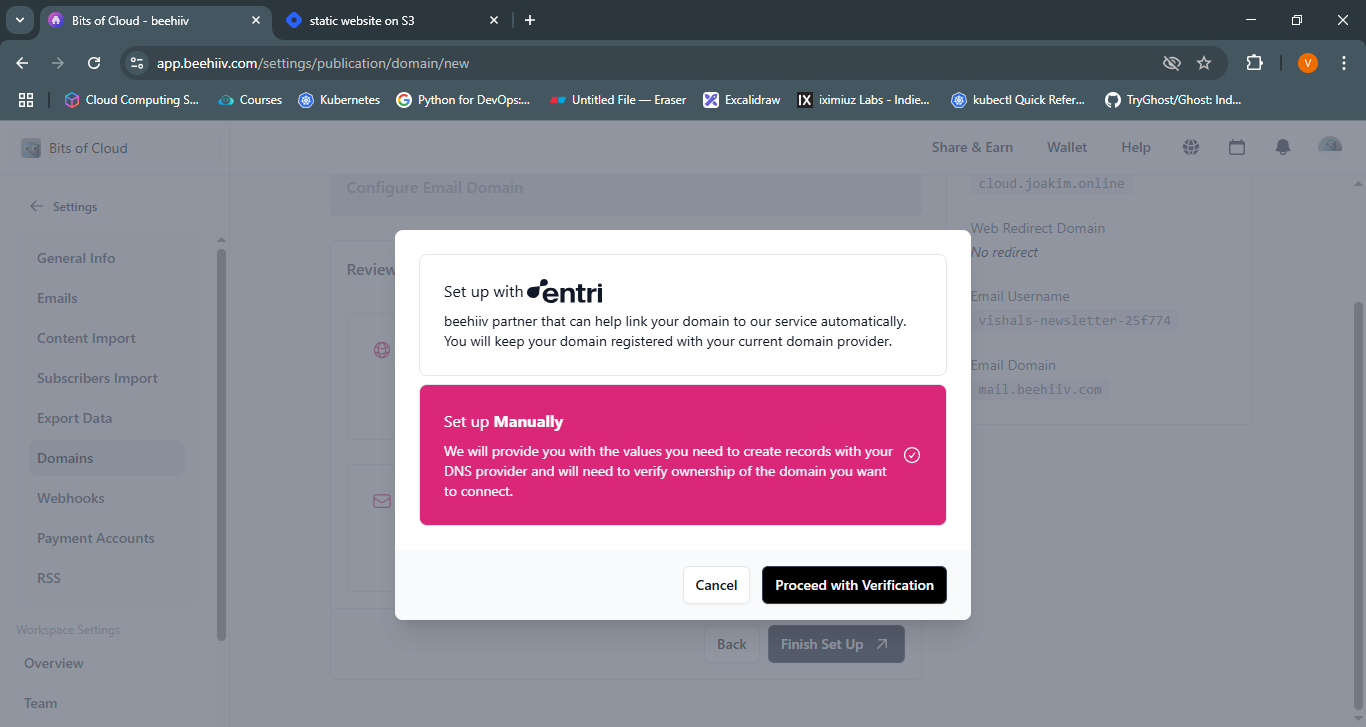 Bits of Cloud - beehiiv
static website on S3
app.beehiiv.com/settings/publication/domain/new
V
Cloud Computing S...
Courses
Kubernetes
Python for DevOps:...
Untitled File — Eraser
Excalidraw
iximiuz Labs - Indie...
kubectl Quick Refer...
TryGhost/Ghost: Ind...
Bits of Cloud
Share & Earn
Wallet
Help
Settings
General Info
Emails
Content Import
Subscribers Import
Export Data
Domains
Webhooks
Payment Accounts
RSS
Workspace Settings
Overview
Team
Configure Email Domain
Review
Set up with entri
beehiiv partner that can help link your domain to our service automatically.
You will keep your domain registered with your current domain provider.
Set up Manually
We will provide you with the values you need to create records with your
DNS provider and will need to verify ownership of the domain you want
to connect.
Cancel
Proceed with Verification
Back
Finish Set Up
cloud.joakim.online
Web Redirect Domain
No redirect
Email Username
vishals-newsletter-25f774
Email Domain
mail.beehiiv.com